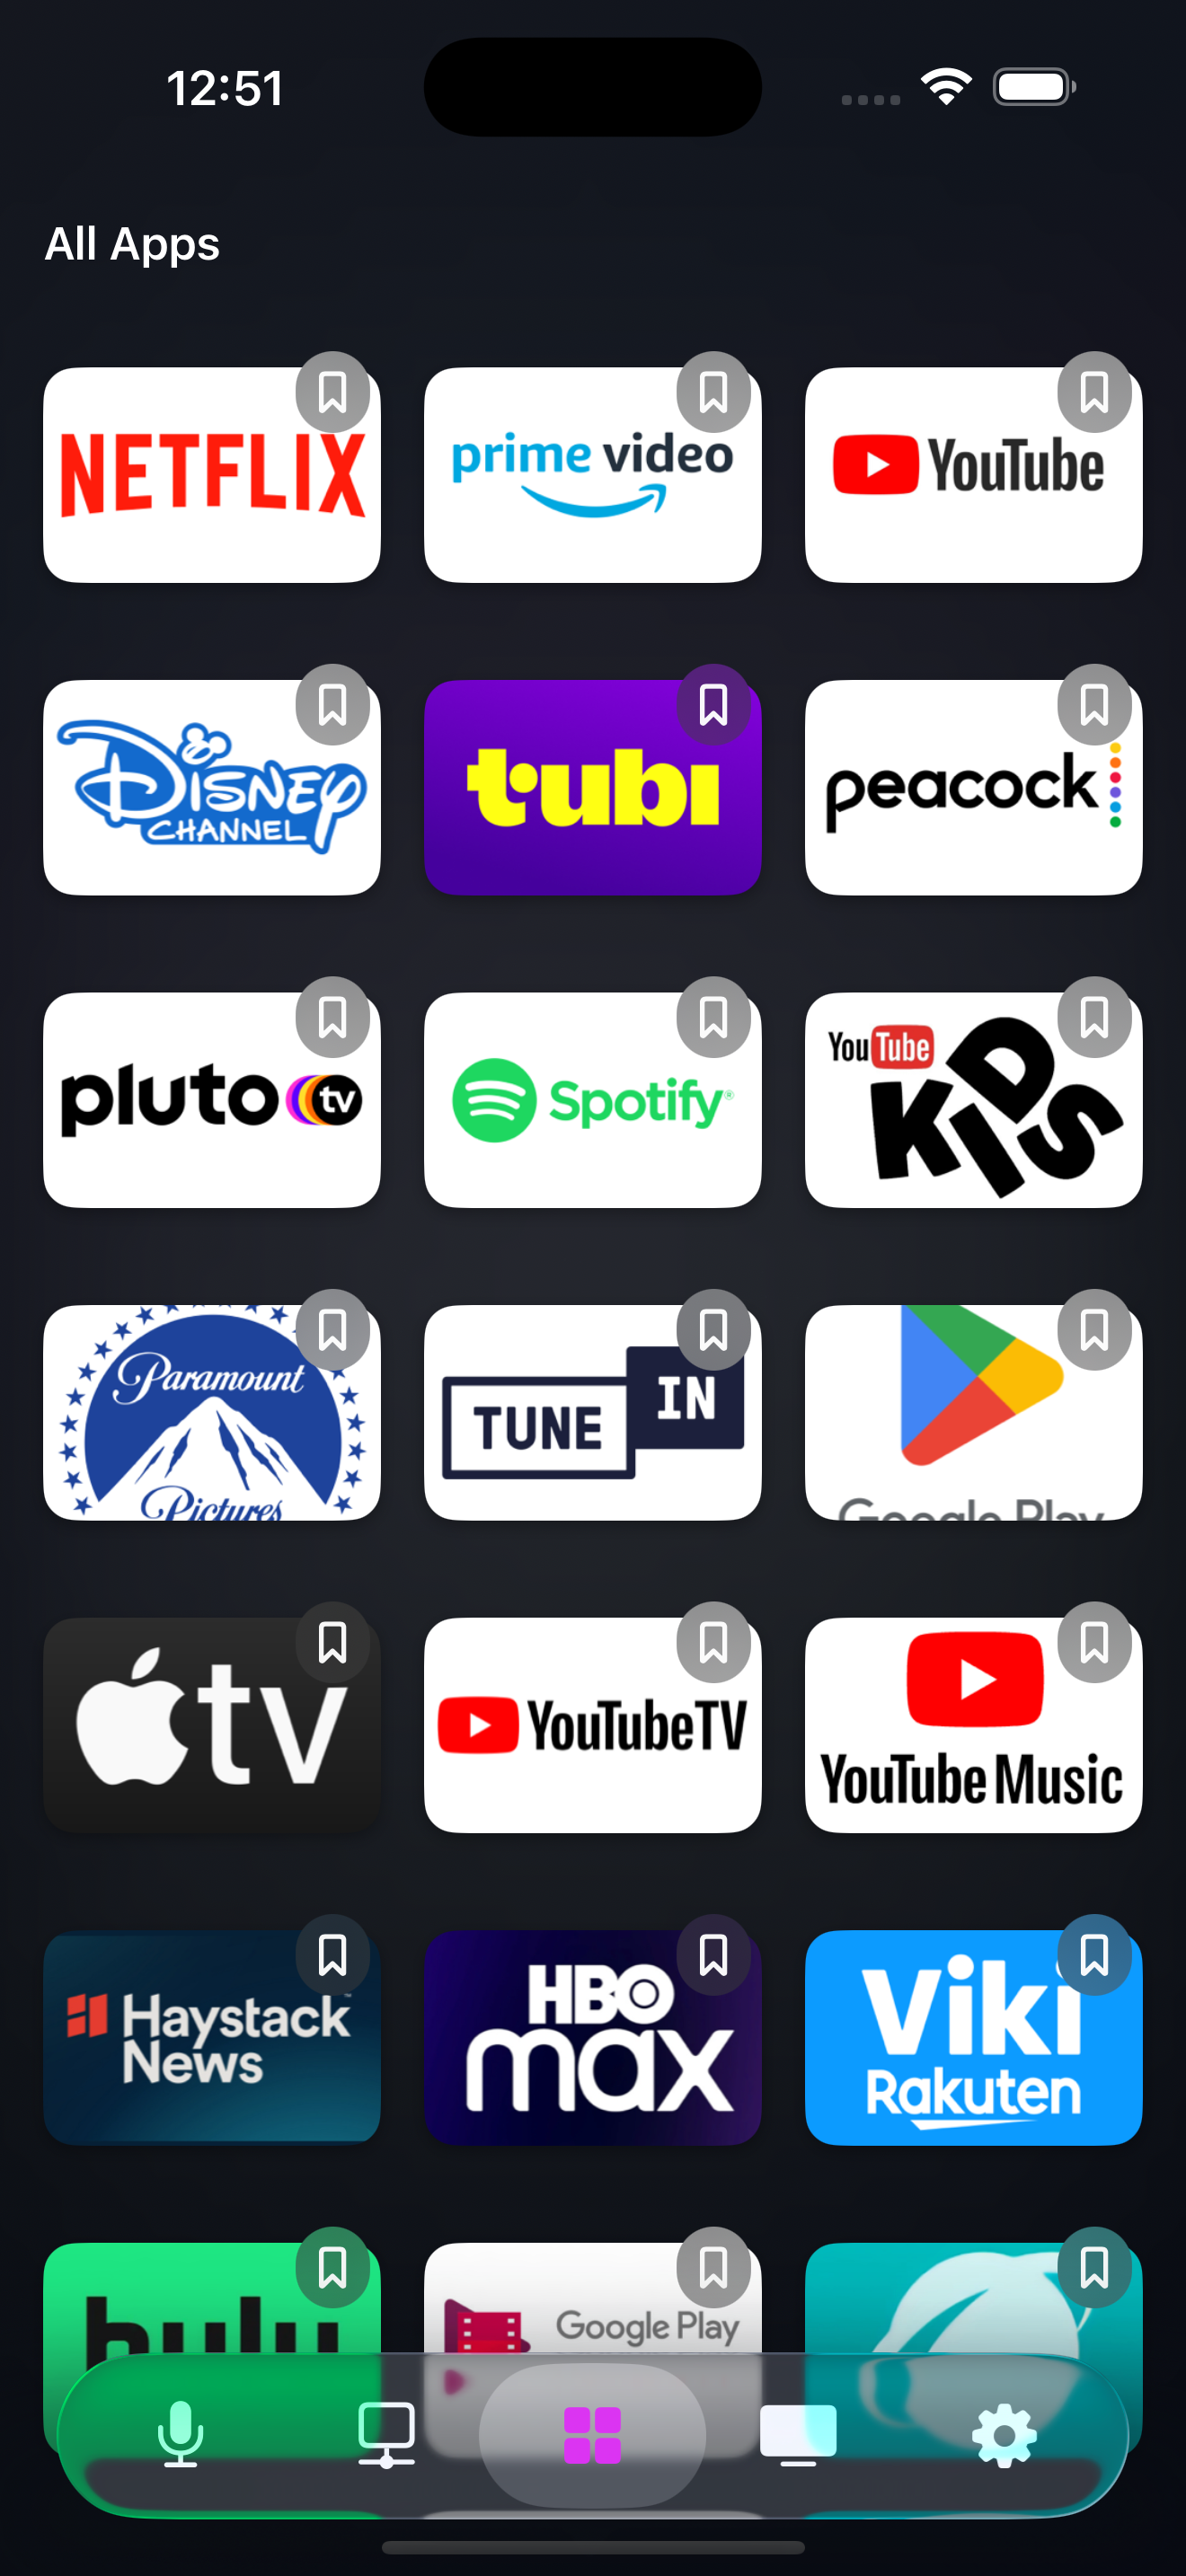 12:51
All Apps
NETFLIX
prime video
YouTube
DISNEY
CHANNEL
tubi
peacock
pluto tv
Spotify®
YouTube
KIDS
Paramount
Pictures
TUNE IN
Google Play
tv
YouTubeTV
YouTube Music
Haystack
News
HBO
max
Viki
Rakuten
hulu
Google Play